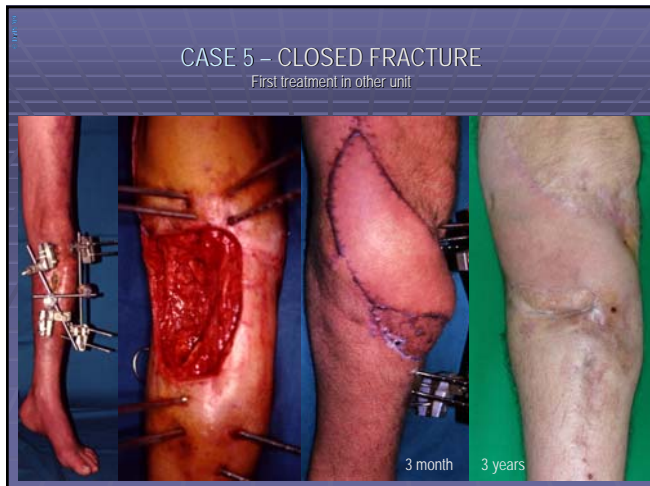 CASE 5 – CLOSED FRACTURE
First treatment in other unit
3 month
3 years